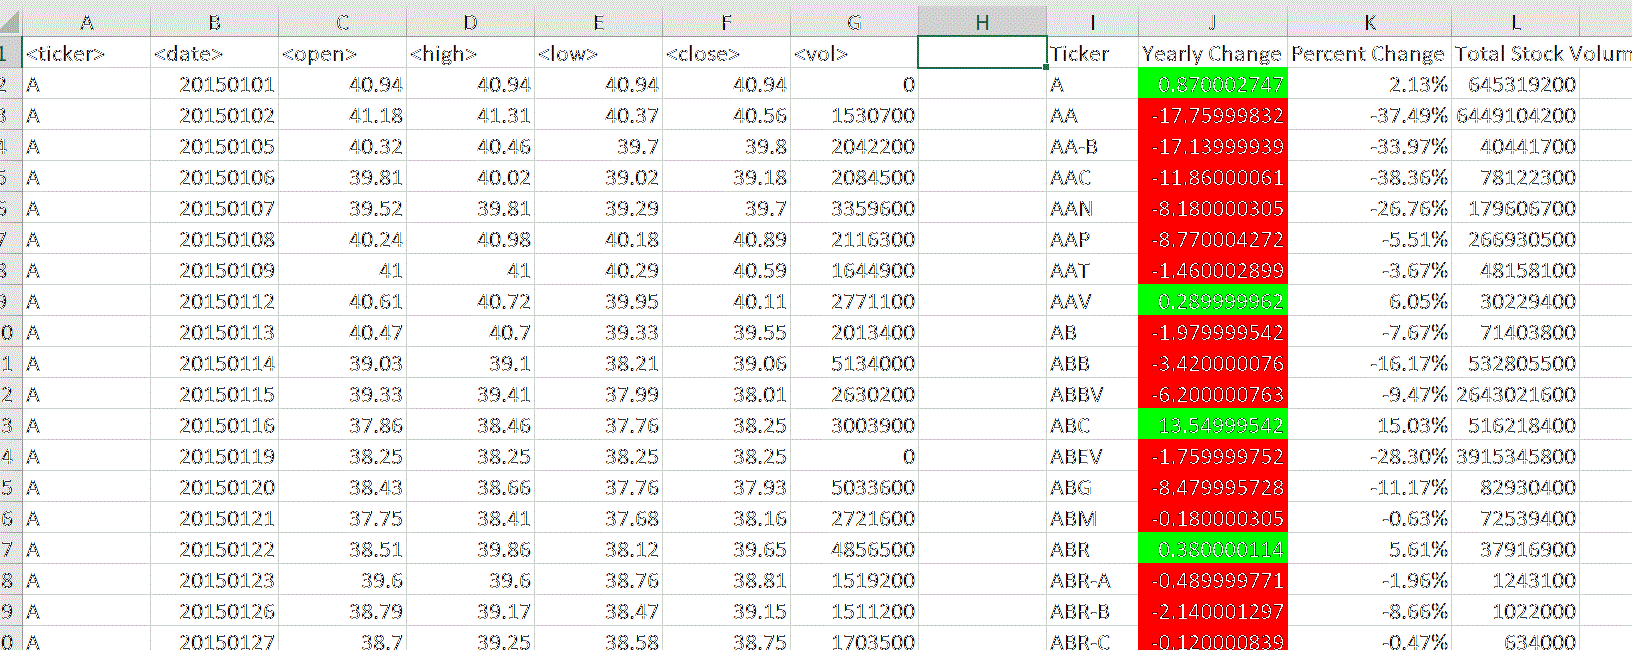 A B C D E F G H I J K L
1 <ticker> <date> <open> <high> <low> <close> <vol> Ticker Yearly Change Percent Change Total Stock Volum
2 A 20150101 40.94 40.94 40.94 40.94 0 A 0.870002747 2.13% 645319200
3 A 20150102 41.18 41.31 40.37 40.56 1530700 AA -17.75999832 -37.49% 6449104200
4 A 20150105 40.32 40.46 39.7 39.8 2042200 AA-B -17.13999939 -33.97% 40441700
5 A 20150106 39.81 40.02 39.02 39.18 2084500 AAC -11.86000061 -38.36% 78122300
6 A 20150107 39.52 39.81 39.29 39.7 3359600 AAN -8.180000305 -26.76% 179606700
7 A 20150108 40.24 40.98 40.18 40.89 2116300 AAP -8.770004272 -5.51% 266930500
8 A 20150109 41 41 40.29 40.59 1644900 AAT -1.460002899 -3.67% 48158100
9 A 20150112 40.61 40.72 39.95 40.11 2771100 AAV 0.289999962 6.05% 30229400
0 A 20150113 40.47 40.7 39.33 39.55 2013400 AB -1.979999542 -7.67% 71403800
1 A 20150114 39.03 39.1 38.21 39.06 5134000 ABB -3.420000076 -16.17% 532805500
2 A 20150115 39.33 39.41 37.99 38.01 2630200 ABBV -6.200000763 -9.47% 2643021600
3 A 20150116 37.86 38.46 37.76 38.25 3003900 ABC 13.54999542 15.03% 516218400
4 A 20150119 38.25 38.25 38.25 38.25 0 ABEV -1.759999752 -28.30% 3915345800
5 A 20150120 38.43 38.66 37.76 37.93 5033600 ABG -8.479995728 -11.17% 82930400
6 A 20150121 37.75 38.41 37.68 38.16 2721600 ABM -0.180000305 -0.63% 72539400
7 A 20150122 38.51 39.86 38.12 39.65 4856500 ABR 0.380000114 5.61% 37916900
8 A 20150123 39.6 39.6 38.76 38.81 1519200 ABR-A -0.489999771 -1.96% 1243100
9 A 20150126 38.79 39.17 38.47 39.15 1511200 ABR-B -2.140001297 -8.66% 1022000
0 A 20150127 38.7 39.25 38.58 38.75 1703500 ABR-C -0.120000839 -0.47% 634000